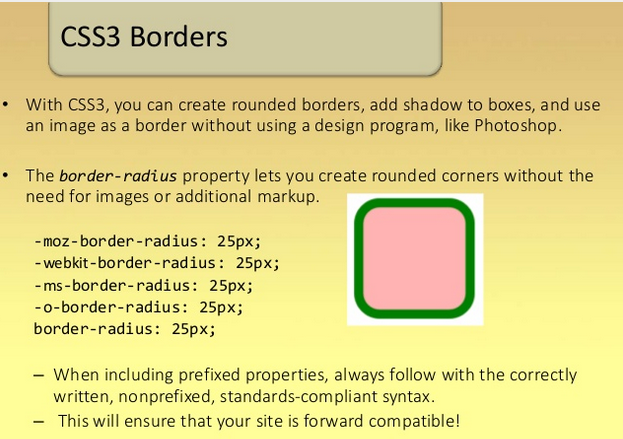 CSS3 Borders
• With CSS3, you can create rounded borders, add shadow to boxes, and use
an image as a border without using a design program, like Photoshop.
• The border-radius property lets you create rounded corners without the
need for images or additional markup.
-moz-border-radius: 25px;
-webkit-border-radius: 25px;
-ms-border-radius: 25px;
-o-border-radius: 25px;
border-radius: 25px;
– When including prefixed properties, always follow with the correctly
written, nonprefixed, standards-compliant syntax.
– This will ensure that your site is forward compatible!